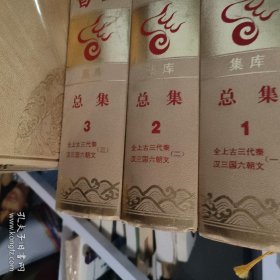 集库
总集
1
全上古三代秦
汉三国六朝文(一
库
总集
2
全上古三代秦
汉三国六朝文(二)
总集
3
全上古三代秦
汉三国六朝文(三)
孔夫子旧书网